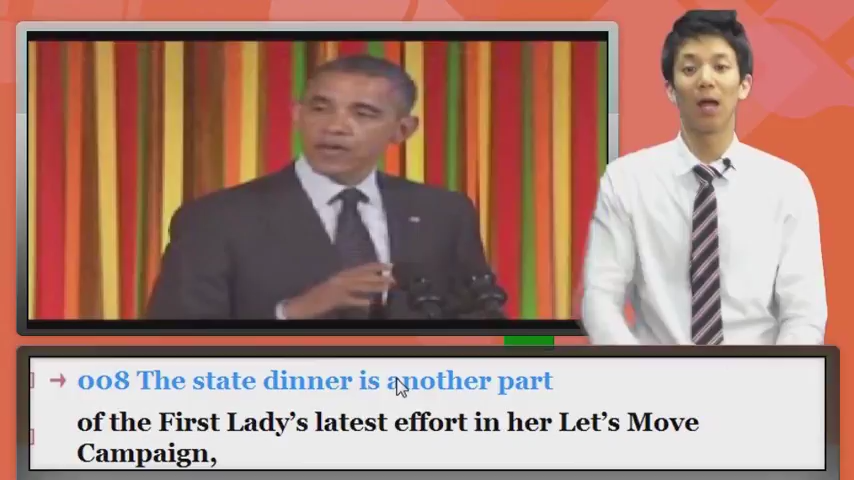 → 008 The state dinner is another part
of the First Lady's latest effort in her Let's Move
Campaign,